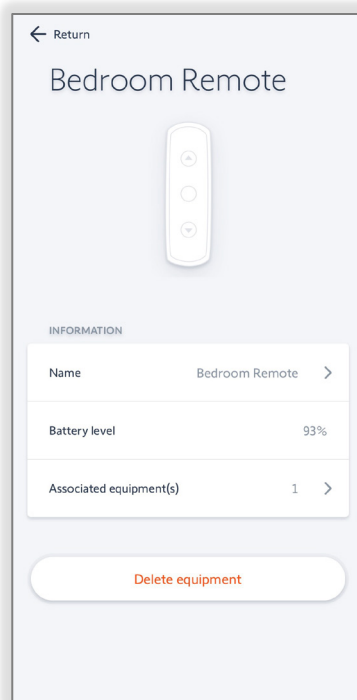 Return
Bedroom Remote
INFORMATION
Name Bedroom Remote
Battery level 93%
Associated equipment(s) 1
Delete equipment